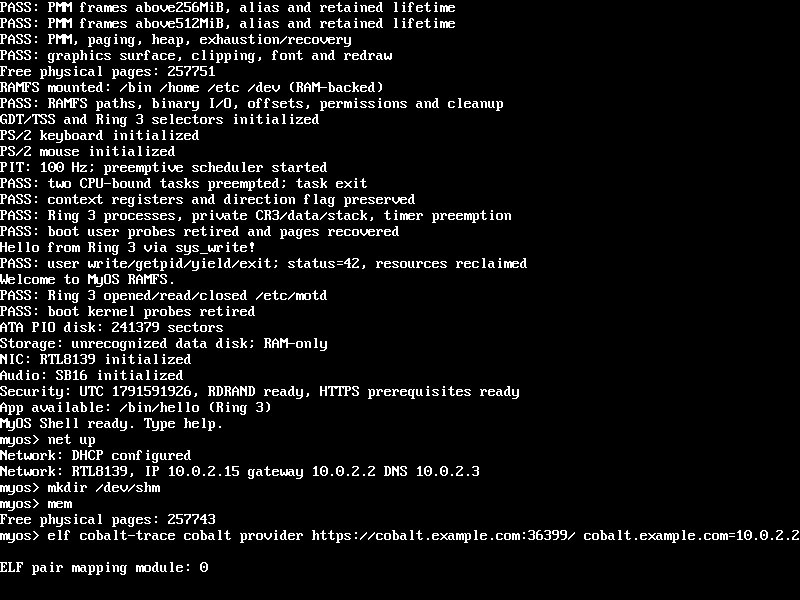 PASS: PMM frames above256MiB, alias and retained lifetime
PASS: PMM frames above512MiB, alias and retained lifetime
PASS: PMM, paging, heap, exhaustion/recovery
PASS: graphics surface, clipping, font and redraw
Free physical pages: 257751
RAMFS mounted: /bin /home /etc /dev (RAM-backed)
PASS: RAMFS paths, binary I/O, offsets, permissions and cleanup
GDT/TSS and Ring 3 selectors initialized
PS/2 keyboard initialized
PS/2 mouse initialized
PIT: 100 Hz; preemptive scheduler started
PASS: two CPU-bound tasks preempted; task exit
PASS: context registers and direction flag preserved
PASS: Ring 3 processes, private CR3/data/stack, timer preemption
PASS: boot user probes retired and pages recovered
Hello from Ring 3 via sys_write!
PASS: user write/getpid/yield/exit; status=42, resources reclaimed
Welcome to MyOS RAMFS.
PASS: Ring 3 opened/read/closed /etc/motd
PASS: boot kernel probes retired
ATA PIO disk: 241379 sectors
Storage: unrecognized data disk; RAM-only
NIC: RTL8139 initialized
Audio: SB16 initialized
Security: UTC 1791591926, RDRAND ready, HTTPS prerequisites ready
App available: /bin/hello (Ring 3)
MyOS Shell ready. Type help.
myos> net up
Network: DHCP configured
Network: RTL8139, IP 10.0.2.15 gateway 10.0.2.2 DNS 10.0.2.3
myos> mkdir /dev/shm
myos> mem
Free physical pages: 257743
myos> elf cobalt-trace cobalt provider https://cobalt.example.com:36399/ cobalt.example.com=10.0.2.2
ELF pair mapping module: 0